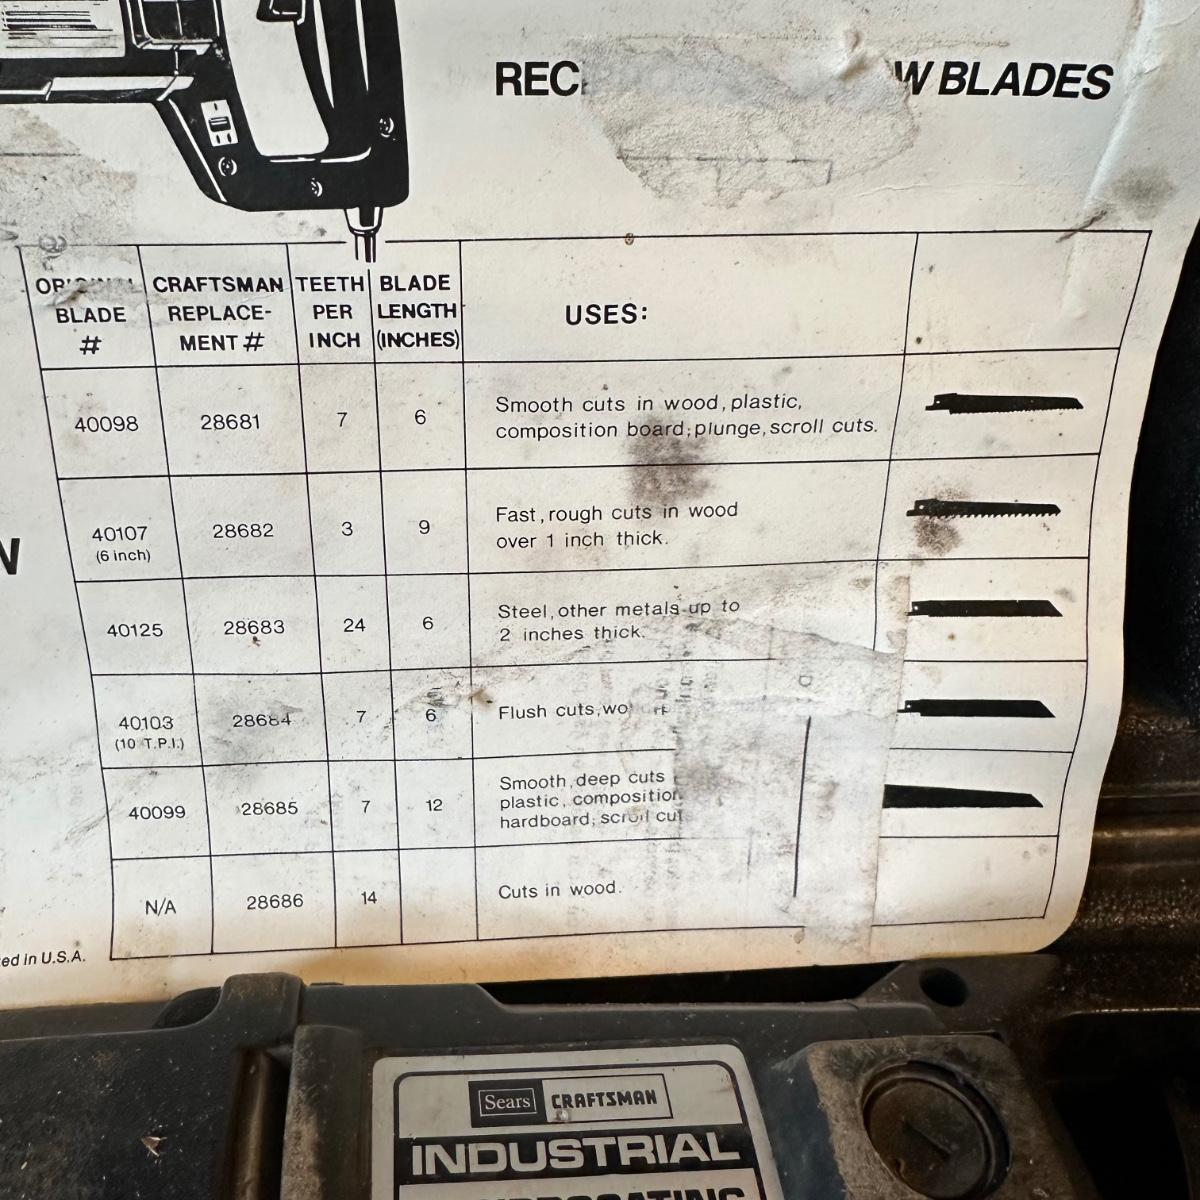 REC W BLADES
BLADE #
CRAFTSMAN REPLACE- MENT #
TEETH PER INCH
BLADE LENGTH (INCHES)
USES:
40098 28681 7 6 Smooth cuts in wood, plastic,
composition board; plunge, scroll cuts.
40107 28682 3 9 Fast, rough cuts in wood
(6 inch) over 1 inch thick.
40125 28683 24 6 Steel, other metals up to
2 inches thick.
40103 28684 7 6 Flush cuts,
(10 T.P.I.)
40099 28685 7 12 Smooth, deep cuts
plastic, composition
hardboard; scroll
N/A 28686 14 Cuts in wood.
ed in U.S.A.
Sears CRAFTSMAN
INDUSTRIAL